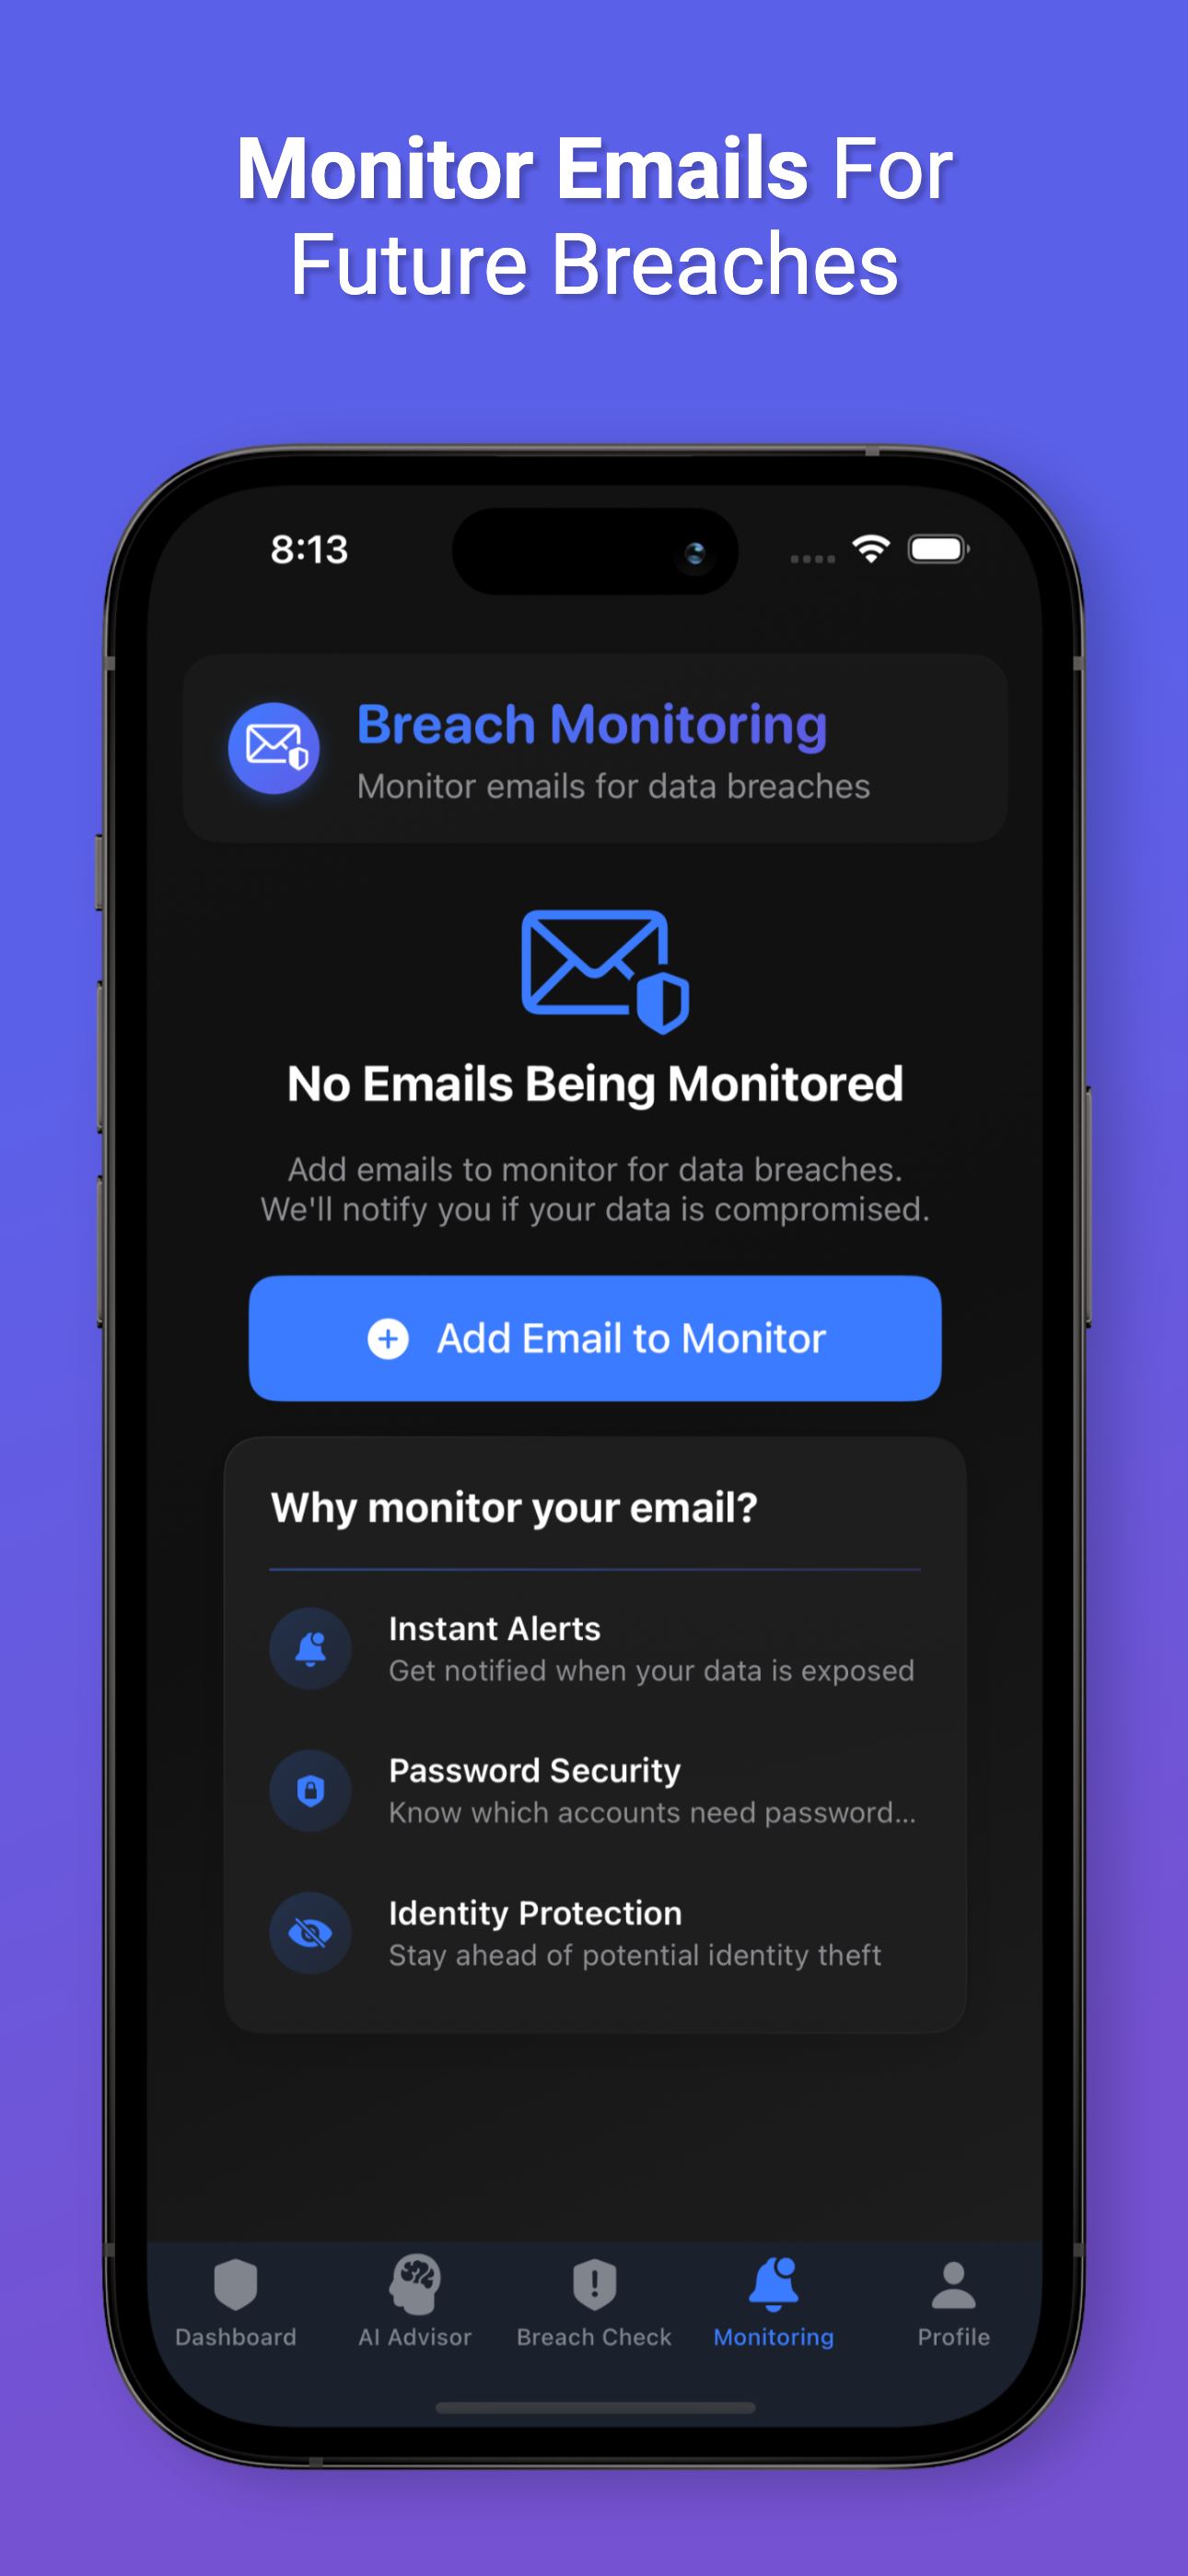 Monitor Emails For
Future Breaches
8:13
Breach Monitoring
Monitor emails for data breaches
No Emails Being Monitored
Add emails to monitor for data breaches.
We'll notify you if your data is compromised.
Add Email to Monitor
Why monitor your email?
Instant Alerts
Get notified when your data is exposed
Password Security
Know which accounts need password...
Identity Protection
Stay ahead of potential identity theft
Dashboard
AI Advisor
Breach Check
Monitoring
Profile